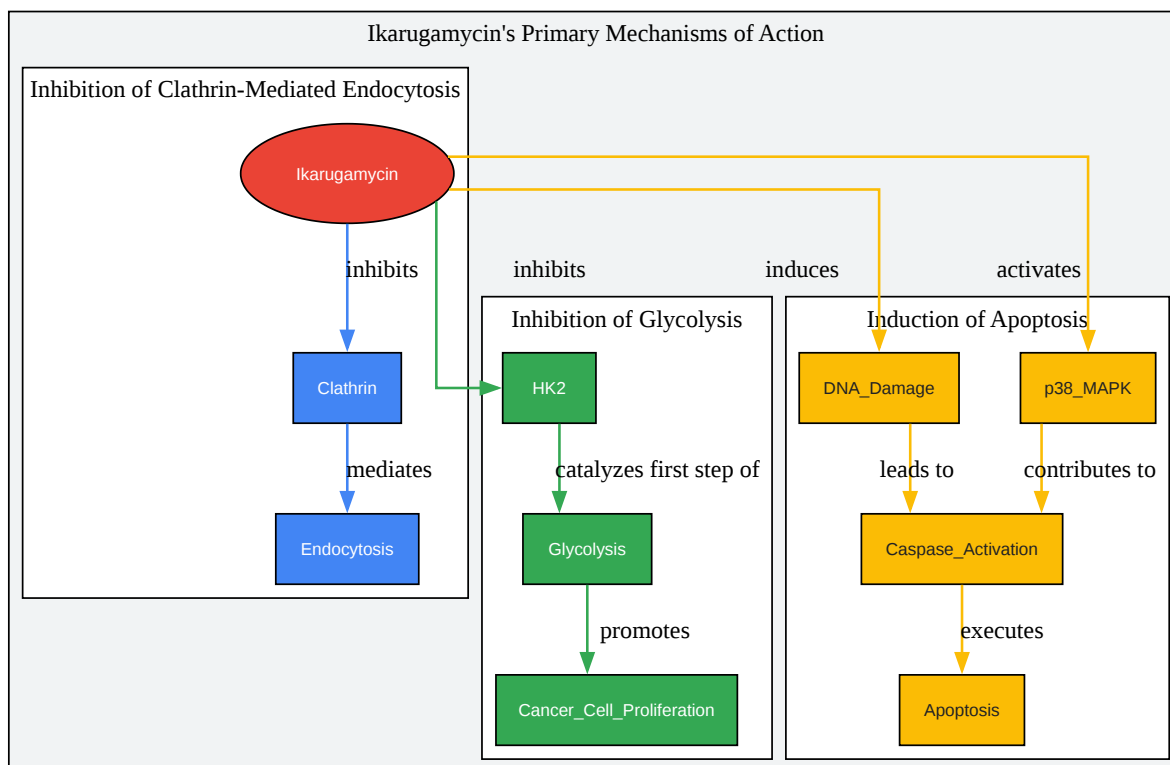 Ikarugamycin's Primary Mechanisms of Action
Inhibition of Clathrin-Mediated Endocytosis
Ikarugamycin
inhibits
inhibits
induces
activates
Inhibition of Glycolysis
Induction of Apoptosis
Clathrin
HK2
DNA_Damage
p38_MAPK
mediates
catalyzes first step of
leads to
contributes to
Endocytosis
Glycolysis
Caspase_Activation
promotes
executes
Cancer_Cell_Proliferation
Apoptosis